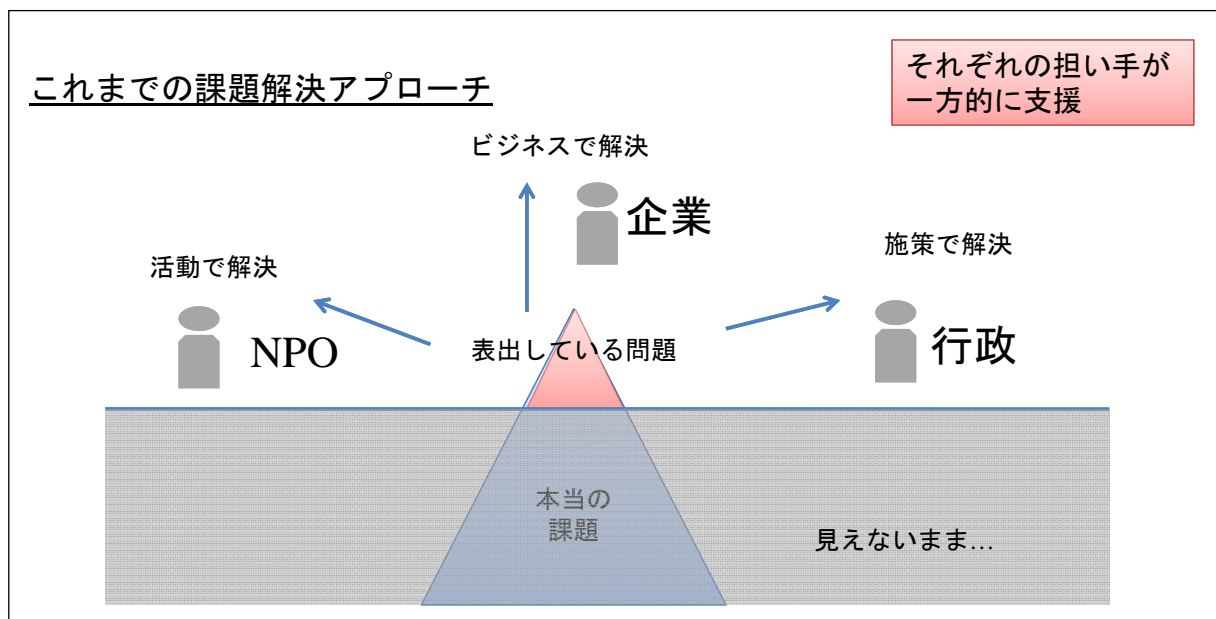 これまでの課題解決アプローチ
それぞれの担い手が
一方的に支援
ビジネスで解決
企業
活動で解決
NPO
施策で解決
行政
表出している問題
本当の
課題
見えないまま…